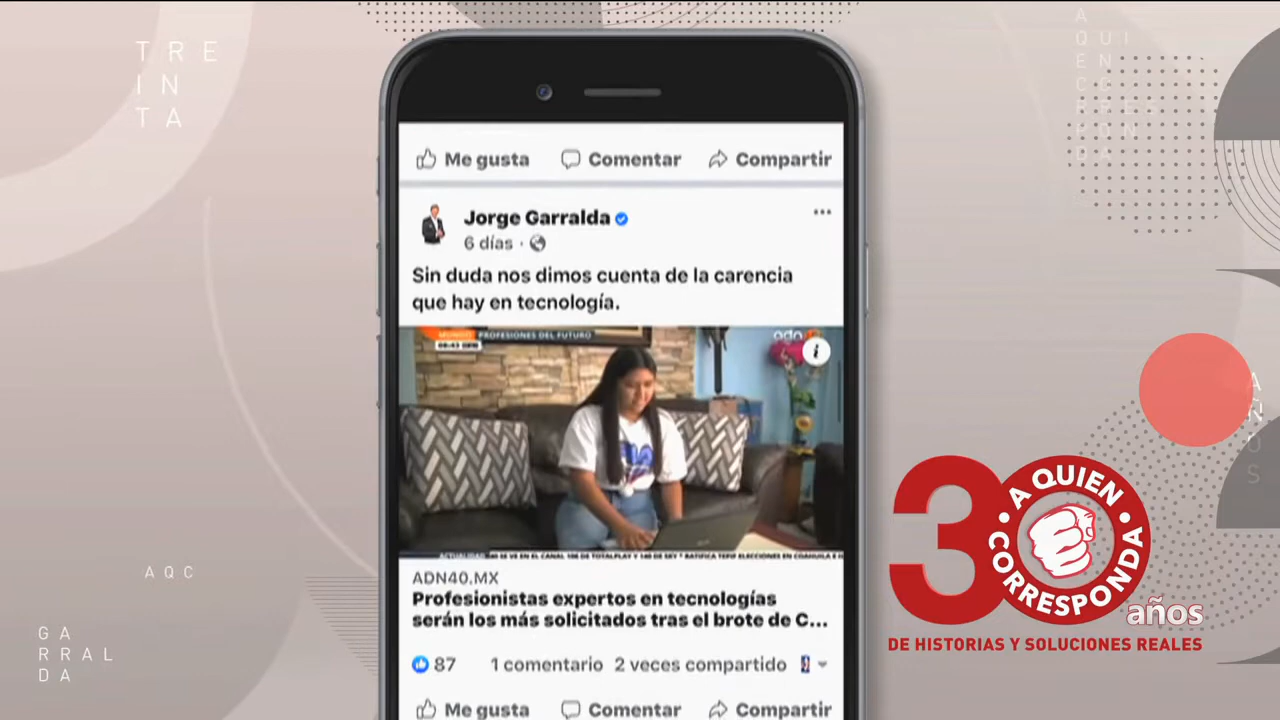 TRE
IN
TA
Me gusta Comentar Compartir
Jorge Garralda
6 días ·
Sin duda nos dimos cuenta de la carencia
que hay en tecnología.
PROFESIONES DEL FUTURO
ADN40.MX
Profesionistas expertos en tecnologías
serán los más solicitados tras el brote de C...
87 1 comentario 2 veces compartido
Me gusta Comentar Compartir
30
A QUIEN
CORRESPONDA
años
DE HISTORIAS Y SOLUCIONES REALES
AQC
GA
RRAL
DA